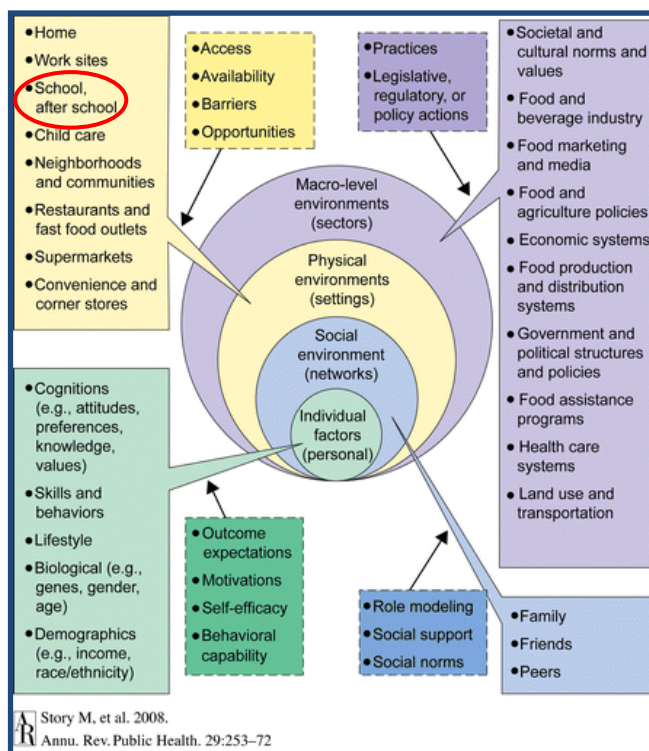 ●Home
●Work sites
●School,
after school
●Child care
●Neighborhoods
and communities
●Restaurants and
fast food outlets
●Supermarkets
●Convenience and
corner stores
●Access
●Availability
●Barriers
●Opportunities
●Practices
●Legislative,
regulatory, or
policy actions
●Societal and
cultural norms and
values
●Food and
beverage industry
●Food marketing
and media
●Food and
agriculture policies
●Economic systems
●Food production
and distribution
systems
●Government and
political structures
and policies
●Food assistance
programs
●Health care
systems
●Land use and
transportation
Macro-level
environments
(sectors)
Physical
environments
(settings)
Social
environment
(networks)
Individual
factors
(personal)
●Cognitions
(e.g., attitudes,
preferences,
knowledge,
values)
●Skills and
behaviors
●Lifestyle
●Biological (e.g.,
genes, gender,
age)
●Demographics
(e.g., income,
race/ethnicity)
●Outcome
expectations
●Motivations
●Self-efficacy
●Behavioral
capability
●Role modeling
●Social support
●Social norms
●Family
●Friends
●Peers
AR
Story M, et al. 2008.
Annu. Rev. Public Health. 29:253–72